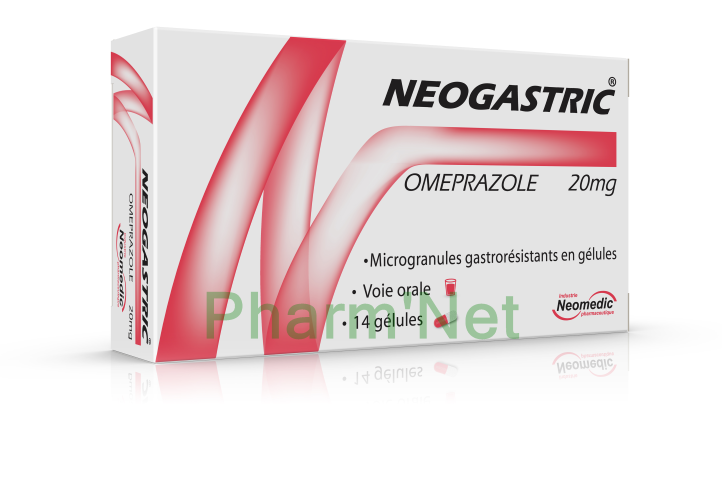 NEOGASTRIC®
OMEPRAZOLE 20mg
•Microgranules gastrorésistants en gélules
• Voie orale
• 14 gélules
Industrie
Neomedic
pharmaceutique
Pharm'Net
NEOGASTRIC®
OMEPRAZOLE 20mg
Neomedic